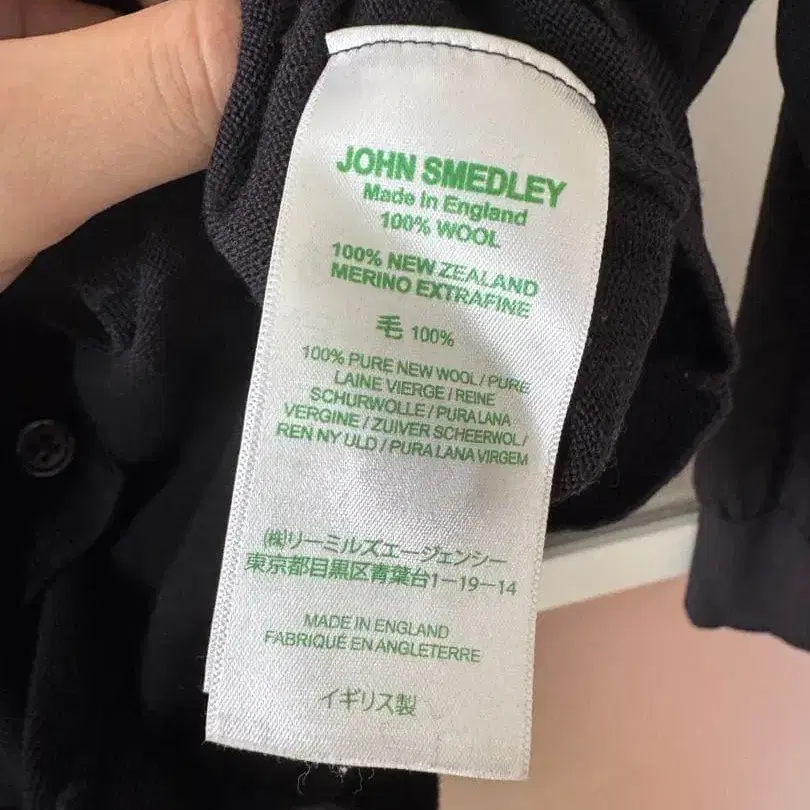 JOHN SMEDLEY
Made In England
100% WOOL
100% NEW ZEALAND
MERINO EXTRAFINE
毛 100%
100% PURE NEW WOOL / PURE
LAINE VIERGE / REINE
SCHURWOLLE / PURA LANA
VERGINE / ZUIVER SCHEERWOL /
REN NY ULD / PURA LANA VIRGEM
㈱リーミルズエージェンシー
東京都目黒区青葉台1-19-14
MADE IN ENGLAND
FABRIQUE EN ANGLETERRE
イギリス製